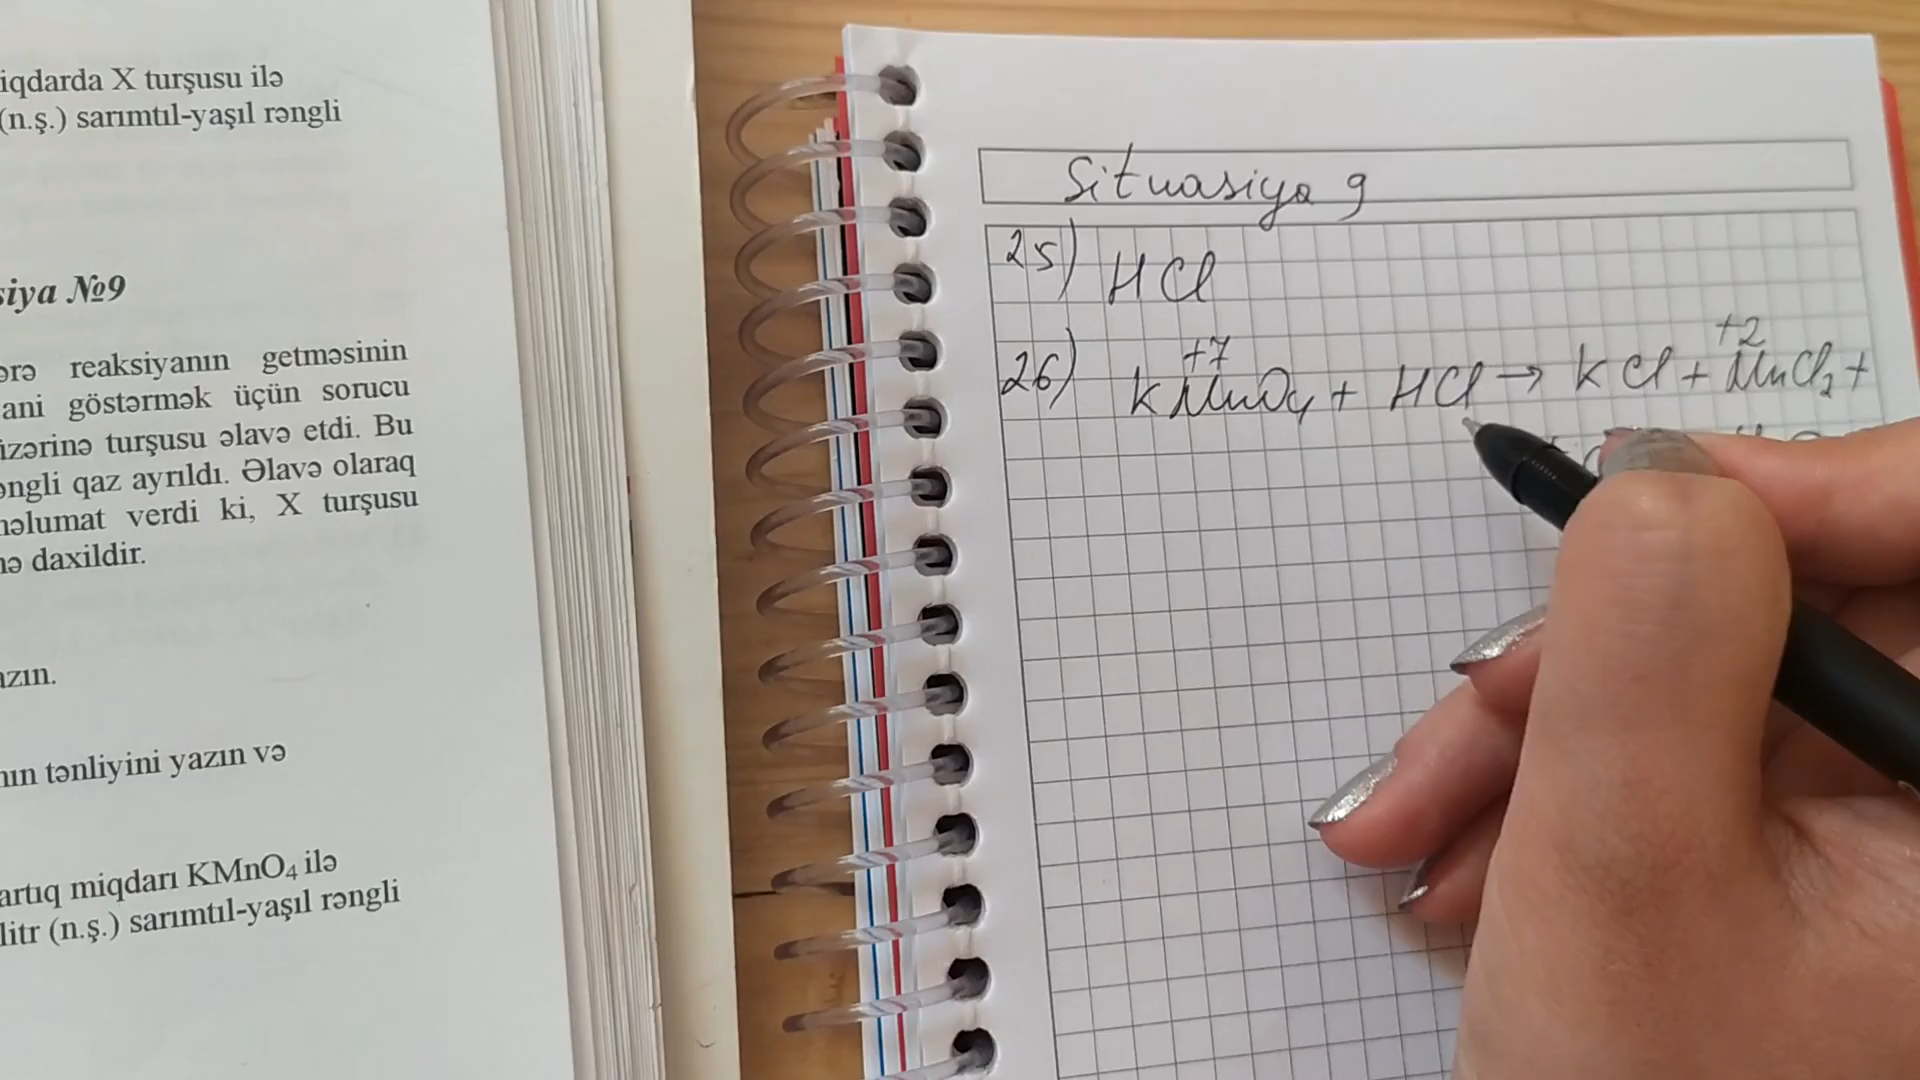 iqdarda X turşusu ilə
(n.ş.) sarımtıl-yaşıl rəngli
siya №9
ərə reaksiyanın getməsinin
ani göstərmək üçün sorucu
üzərinə turşusu əlavə etdi. Bu
əngli qaz ayrıldı. Əlavə olaraq
məlumat verdi ki, X turşusu
nə daxildir.
azın.
nın tənliyini yazın və
artıq miqdarı KMnO₄ ilə
litr (n.ş.) sarımtıl-yaşıl rəngli
Situasiya 9
25) HCl
+7 +2
26) KMnO₄ + HCl → KCl + MnCl₂ +